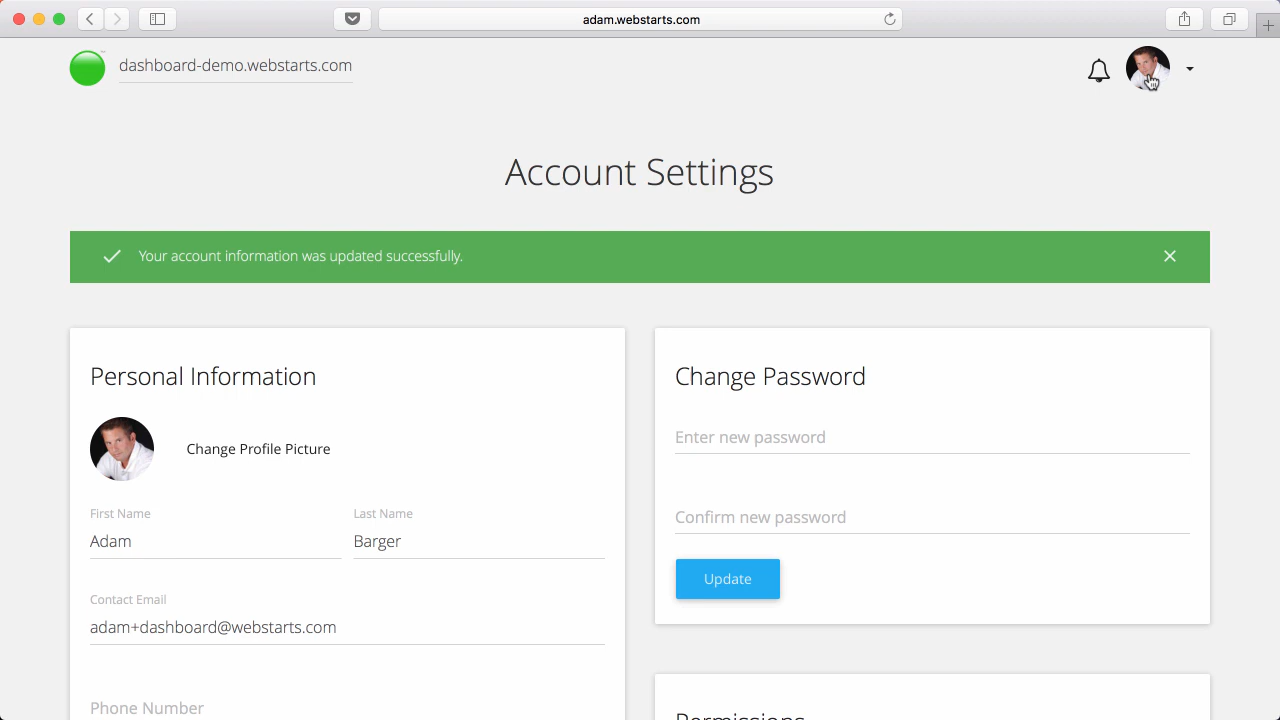 adam.webstarts.com
dashboard-demo.webstarts.com
Account Settings
Your account information was updated successfully.
Personal Information
Change Profile Picture
First Name
Last Name
Adam
Barger
Contact Email
adam+dashboard@webstarts.com
Phone Number
Change Password
Enter new password
Confirm new password
Update
Permissions